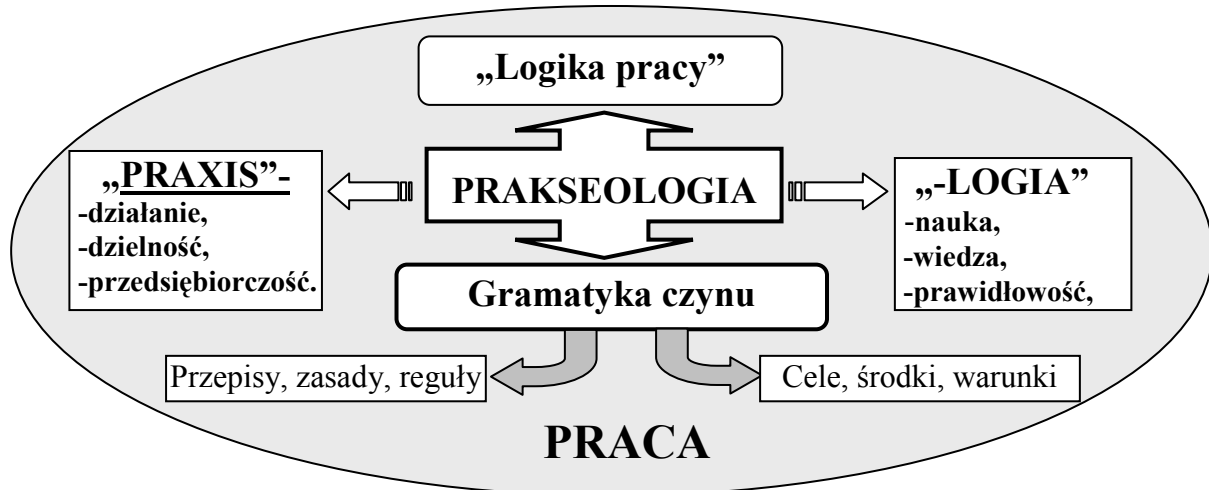 „Logika pracy”
„PRAXIS”-
-działanie,
-dzielność,
-przedsiębiorczość.
PRAKSEOLOGIA
„-LOGIA”
-nauka,
-wiedza,
-prawidłowość,
Gramatyka czynu
Przepisy, zasady, reguły
Cele, środki, warunki
PRACA